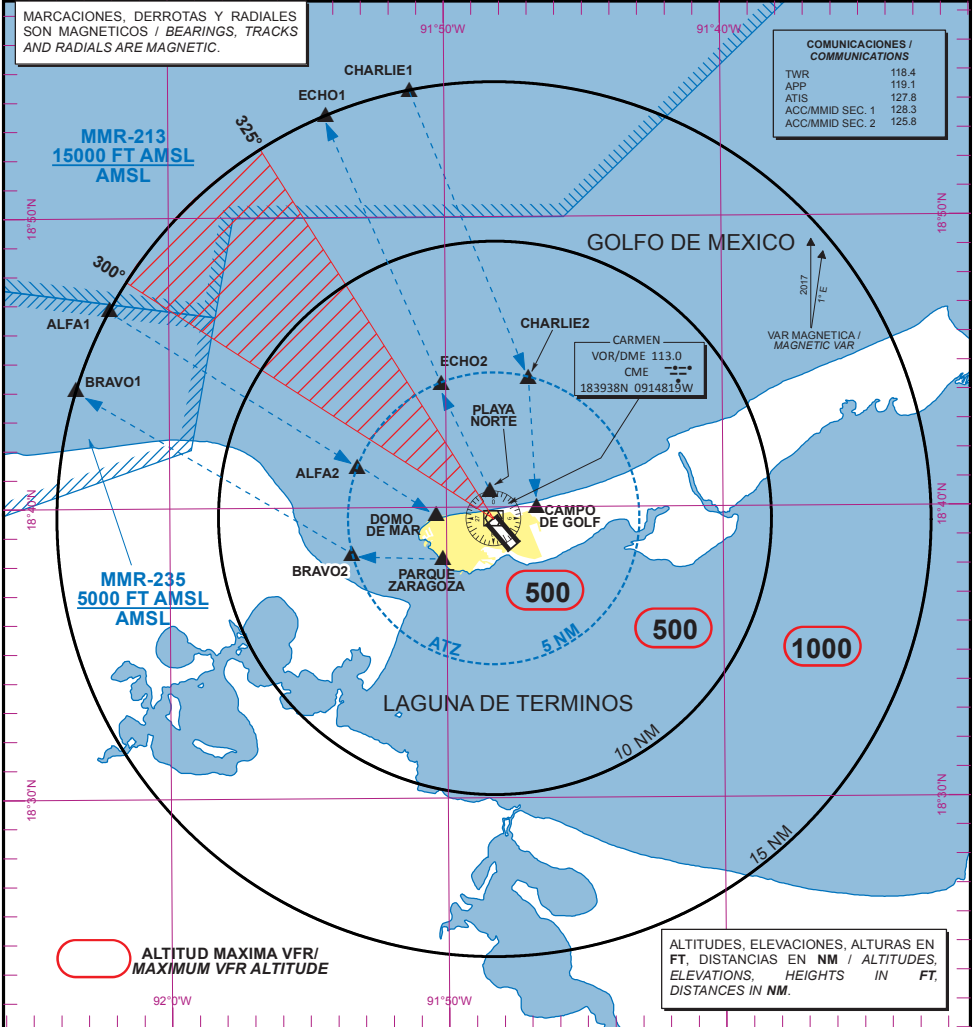 MARCACIONES, DERROTAS Y RADIALES
SON MAGNETICOS / BEARINGS, TRACKS
AND RADIALS ARE MAGNETIC.
91°50'W
91°40'W
COMUNICACIONES /
COMMUNICATIONS
TWR 118.4
APP 119.1
ATIS 127.8
ACC/MMID SEC. 1 128.3
ACC/MMID SEC. 2 125.8
CHARLIE1
ECHO1
325°
MMR-213
15000 FT AMSL
AMSL
18°50'N
18°50'N
GOLFO DE MEXICO
300°
2017
1° E
VAR MAGNETICA /
MAGNETIC VAR
ALFA1
CHARLIE2
CARMEN
VOR/DME 113.0
CME
183938N 0914819W
ECHO2
BRAVO1
PLAYA
NORTE
ALFA2
18°40'N
18°40'N
DOMO
DE MAR
CAMPO
DE GOLF
BRAVO2
PARQUE
ZARAGOZA
MMR-235
5000 FT AMSL
AMSL
500
500
1000
ATZ
5 NM
LAGUNA DE TERMINOS
10 NM
18°30'N
18°30'N
15 NM
ALTITUD MAXIMA VFR/
MAXIMUM VFR ALTITUDE
ALTITUDES, ELEVACIONES, ALTURAS EN
FT, DISTANCIAS EN NM / ALTITUDES,
ELEVATIONS, HEIGHTS IN FT,
DISTANCES IN NM.
92°0'W
91°50'W
91°40'W